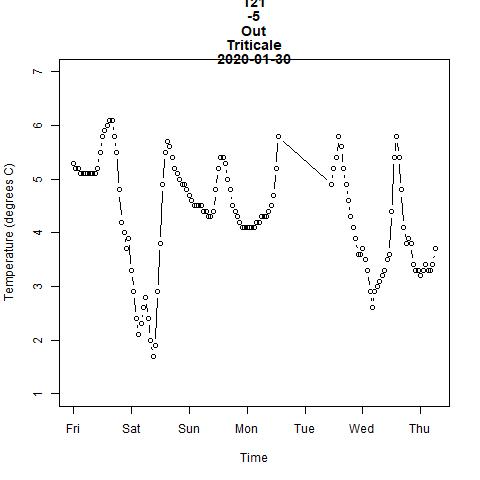 121
-5
Out
Triticale
2020-01-30
7
6
5
4
3
2
1
Temperature (degrees C)
Fri Sat Sun Mon Tue Wed Thu
Time